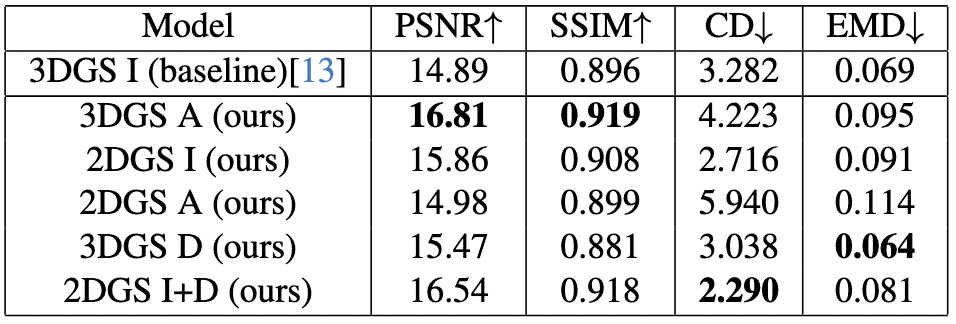 Model PSNR↑ SSIM↑ CD↓ EMD↓
3DGS I (baseline)[13] 14.89 0.896 3.282 0.069
3DGS A (ours) 16.81 0.919 4.223 0.095
2DGS I (ours) 15.86 0.908 2.716 0.091
2DGS A (ours) 14.98 0.899 5.940 0.114
3DGS D (ours) 15.47 0.881 3.038 0.064
2DGS I+D (ours) 16.54 0.918 2.290 0.081